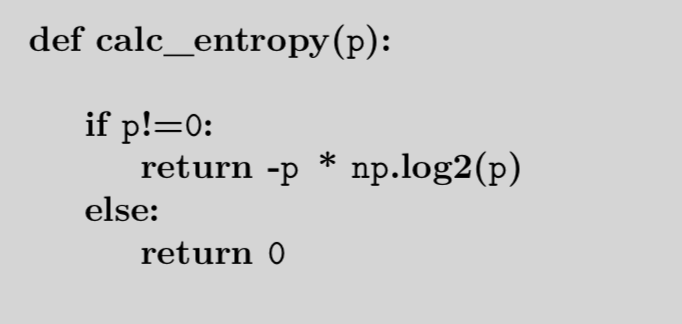 def calc_entropy(p):
if p!=0:
return -p * np.log2(p)
else:
return 0